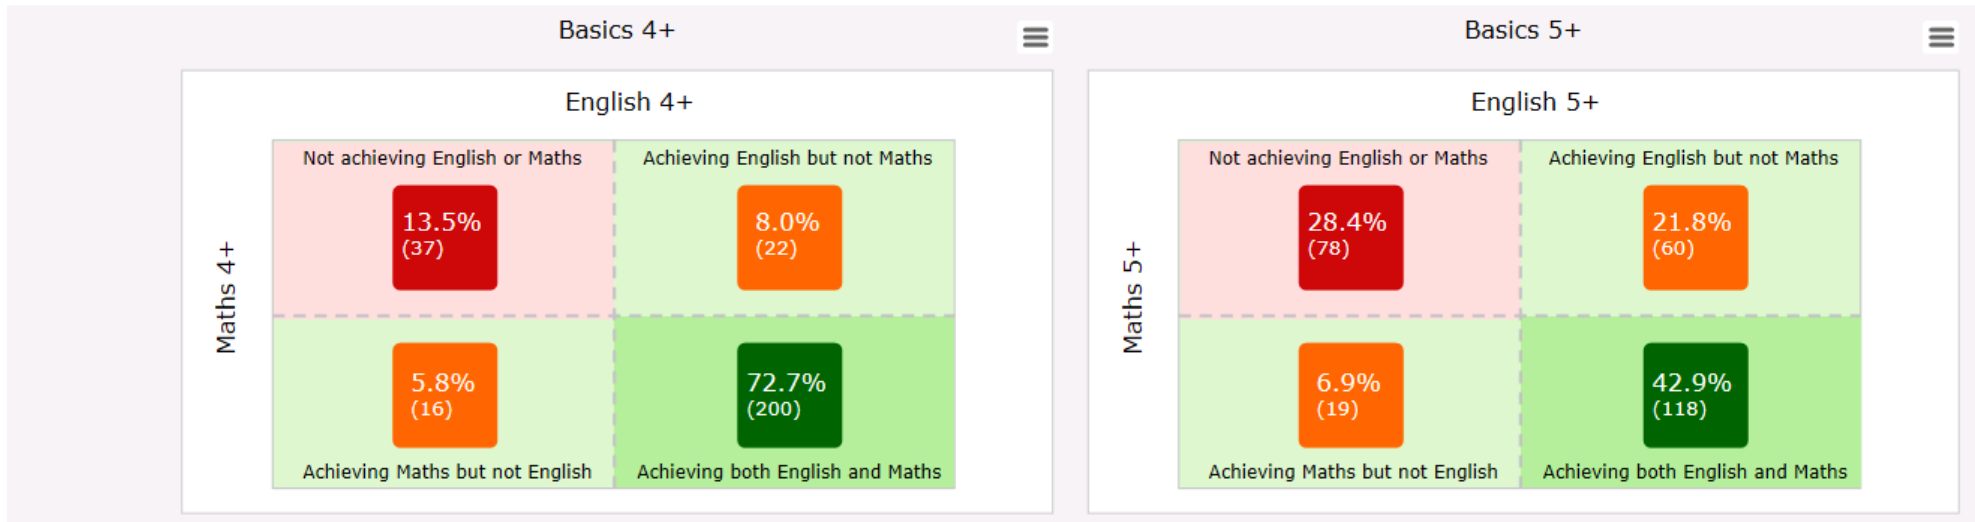 Basics 4+
English 4+
Maths 4+
Not achieving English or Maths
13.5%
(37)
Achieving English but not Maths
8.0%
(22)
5.8%
(16)
Achieving Maths but not English
72.7%
(200)
Achieving both English and Maths
Basics 5+
English 5+
Maths 5+
Not achieving English or Maths
28.4%
(78)
Achieving English but not Maths
21.8%
(60)
6.9%
(19)
Achieving Maths but not English
42.9%
(118)
Achieving both English and Maths